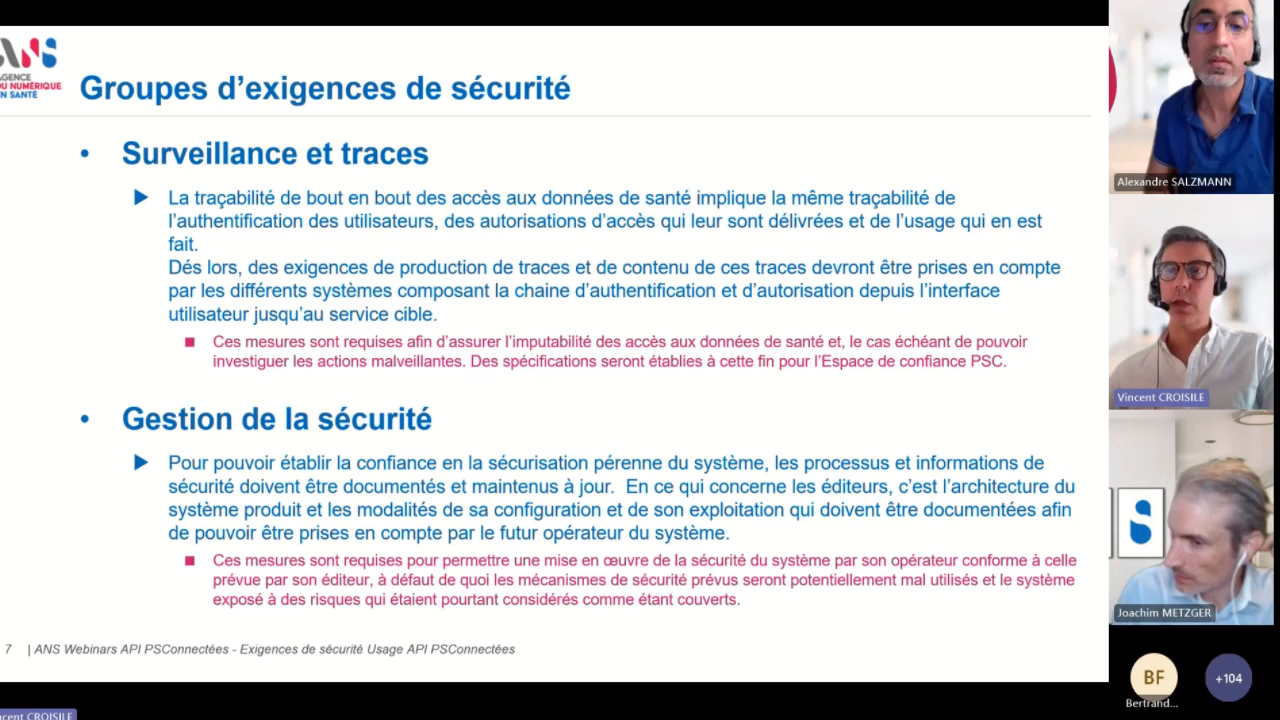 ANS
AGENCE
DU NUMÉRIQUE
EN SANTÉ
Groupes d’exigences de sécurité
• Surveillance et traces
La traçabilité de bout en bout des accès aux données de santé implique la même traçabilité de
l’authentification des utilisateurs, des autorisations d’accès qui leur sont délivrées et de l’usage qui en est
fait.
Dés lors, des exigences de production de traces et de contenu de ces traces devront être prises en compte
par les différents systèmes composant la chaine d’authentification et d’autorisation depuis l’interface
utilisateur jusqu’au service cible.
Ces mesures sont requises afin d’assurer l’imputabilité des accès aux données de santé et, le cas échéant de pouvoir
investiguer les actions malveillantes. Des spécifications seront établies à cette fin pour l’Espace de confiance PSC.
• Gestion de la sécurité
Pour pouvoir établir la confiance en la sécurisation pérenne du système, les processus et informations de
sécurité doivent être documentés et maintenus à jour. En ce qui concerne les éditeurs, c’est l’architecture du
système produit et les modalités de sa configuration et de son exploitation qui doivent être documentées afin
de pouvoir être prises en compte par le futur opérateur du système.
Ces mesures sont requises pour permettre une mise en œuvre de la sécurité du système par son opérateur conforme à celle
prévue par son éditeur, à défaut de quoi les mécanismes de sécurité prévus seront potentiellement mal utilisés et le système
exposé à des risques qui étaient pourtant considérés comme étant couverts.
7 | ANS Webinars API PSConnectées - Exigences de sécurité Usage API PSConnectées
Alexandre SALZMANN
Vincent CROISILE
Joachim METZGER
BF
+104
Bertrand...
ncent CROISILE